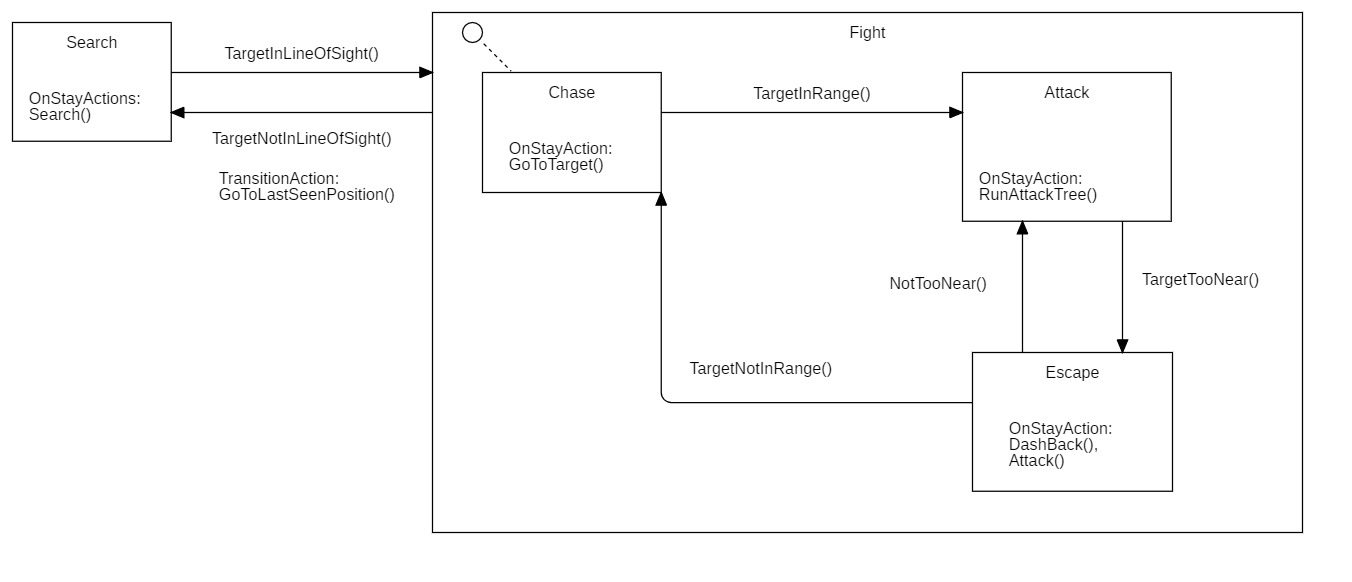 Search
OnStayActions:
Search()
TargetInLineOfSight()
TargetNotInLineOfSight()
TransitionAction:
GoToLastSeenPosition()
Fight
Chase
OnStayAction:
GoToTarget()
TargetInRange()
Attack
OnStayAction:
RunAttackTree()
NotTooNear()
TargetTooNear()
TargetNotInRange()
Escape
OnStayAction:
DashBack(),
Attack()